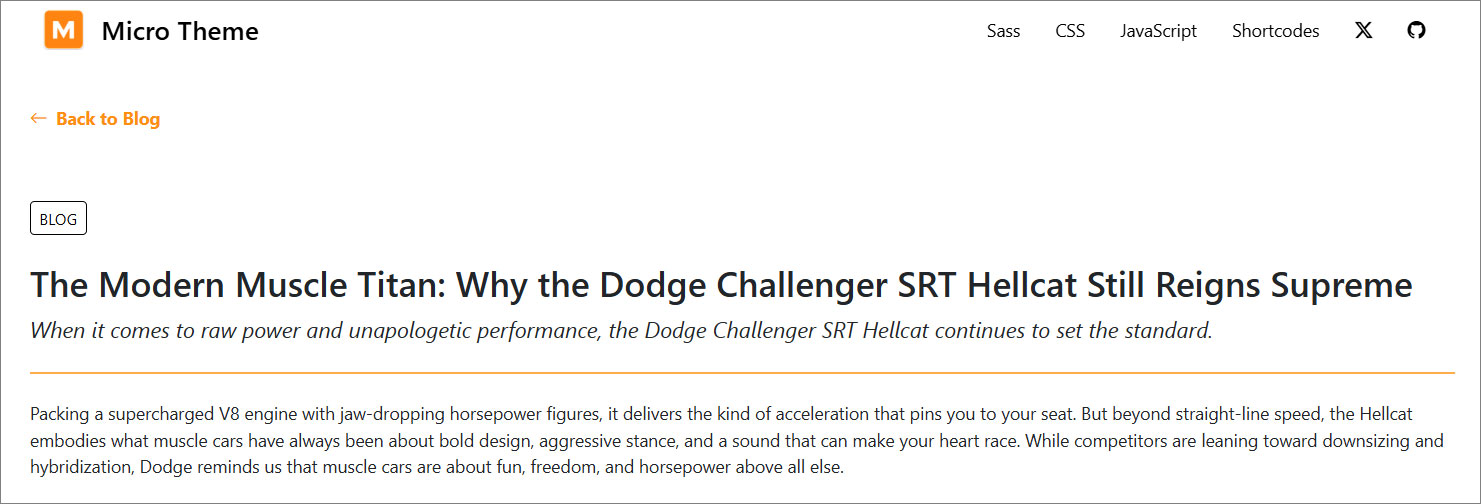 M Micro Theme Sass CSS JavaScript Shortcodes X
← Back to Blog
BLOG
The Modern Muscle Titan: Why the Dodge Challenger SRT Hellcat Still Reigns Supreme
When it comes to raw power and unapologetic performance, the Dodge Challenger SRT Hellcat continues to set the standard.
Packing a supercharged V8 engine with jaw-dropping horsepower figures, it delivers the kind of acceleration that pins you to your seat. But beyond straight-line speed, the Hellcat
embodies what muscle cars have always been about bold design, aggressive stance, and a sound that can make your heart race. While competitors are leaning toward downsizing and
hybridization, Dodge reminds us that muscle cars are about fun, freedom, and horsepower above all else.